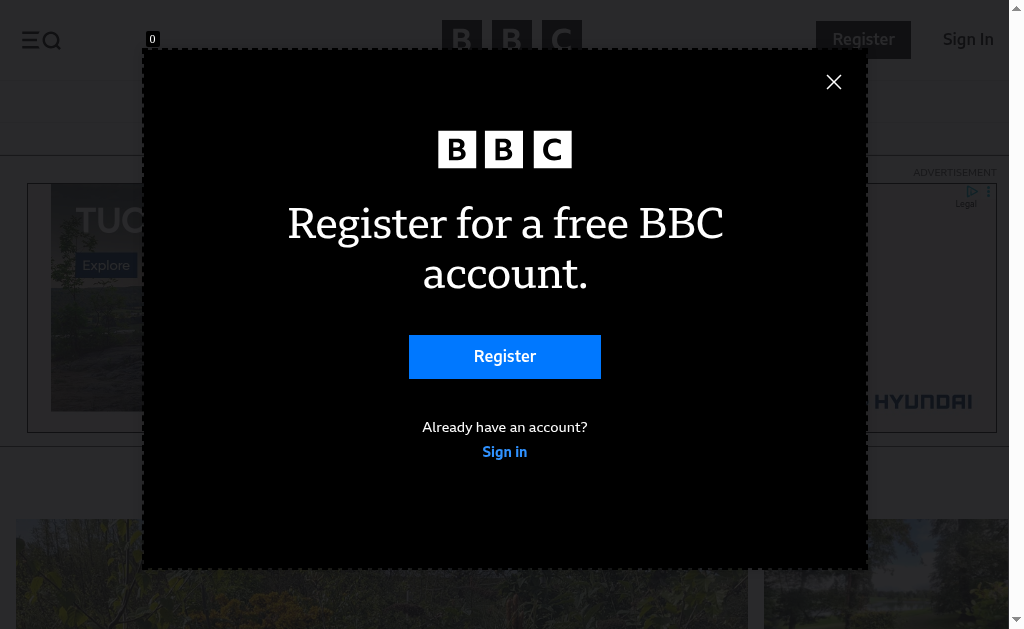 0
BBC
Register
Sign In
ADVERTISEMENT
Legal
TUC
Explore
HYUNDAI
BBC
Register for a free BBC
account.
Register
Already have an account?
Sign in